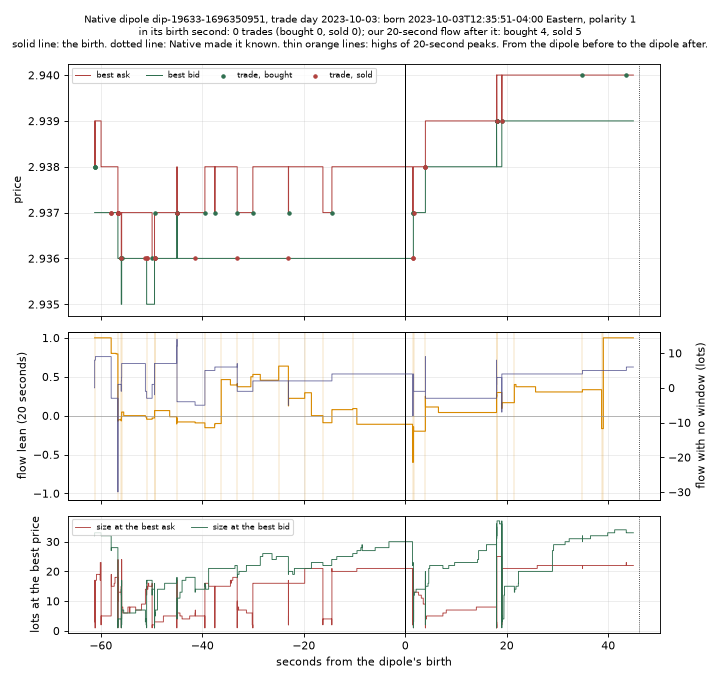 Native dipole dip-19633-1696350951, trade day 2023-10-03: born 2023-10-03T12:35:51-04:00 Eastern, polarity 1
in its birth second: 0 trades (bought 0, sold 0); our 20-second flow after it: bought 4, sold 5
solid line: the birth. dotted line: Native made it known. thin orange lines: highs of 20-second peaks. From the dipole before to the dipole after.
best ask best bid trade, bought trade, sold
2.940
2.939
2.938
2.937
2.936
2.935
price
1.0
0.5
0.0
−0.5
−1.0
flow lean (20 seconds)
10
0
−10
−20
−30
flow with no window (lots)
size at the best ask size at the best bid
30
20
10
0
lots at the best price
−60 −40 −20 0 20 40
seconds from the dipole's birth